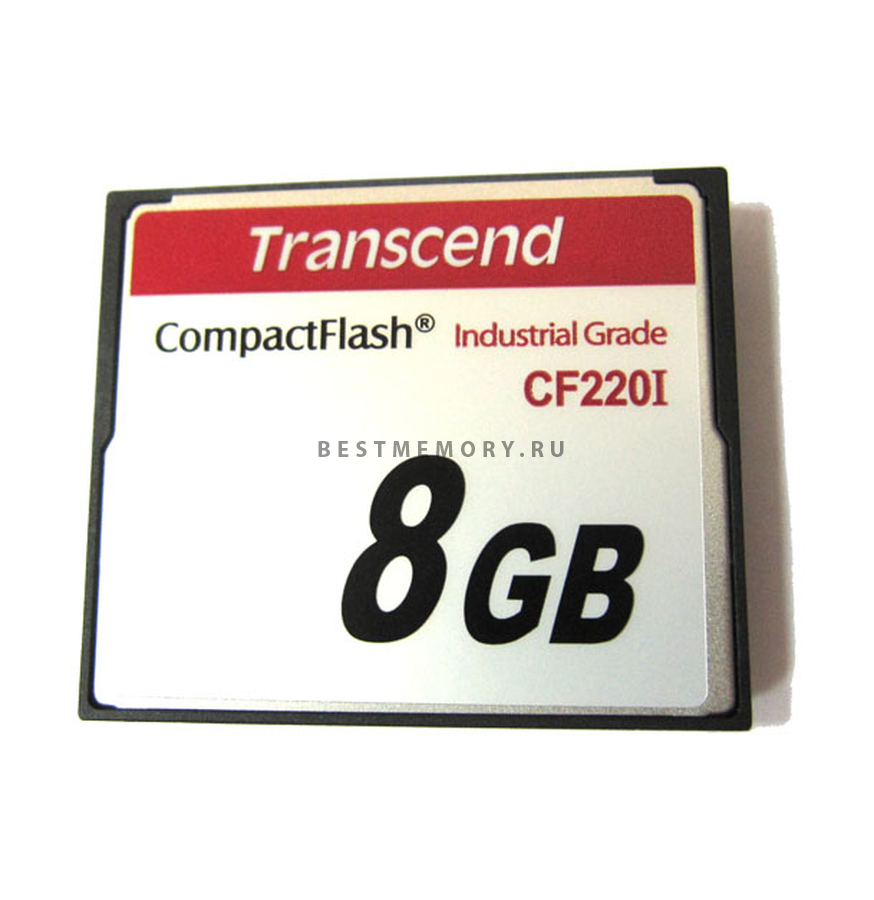 Transcend
CompactFlash® Industrial Grade
CF220I
BESTMEMORY.RU
8GB